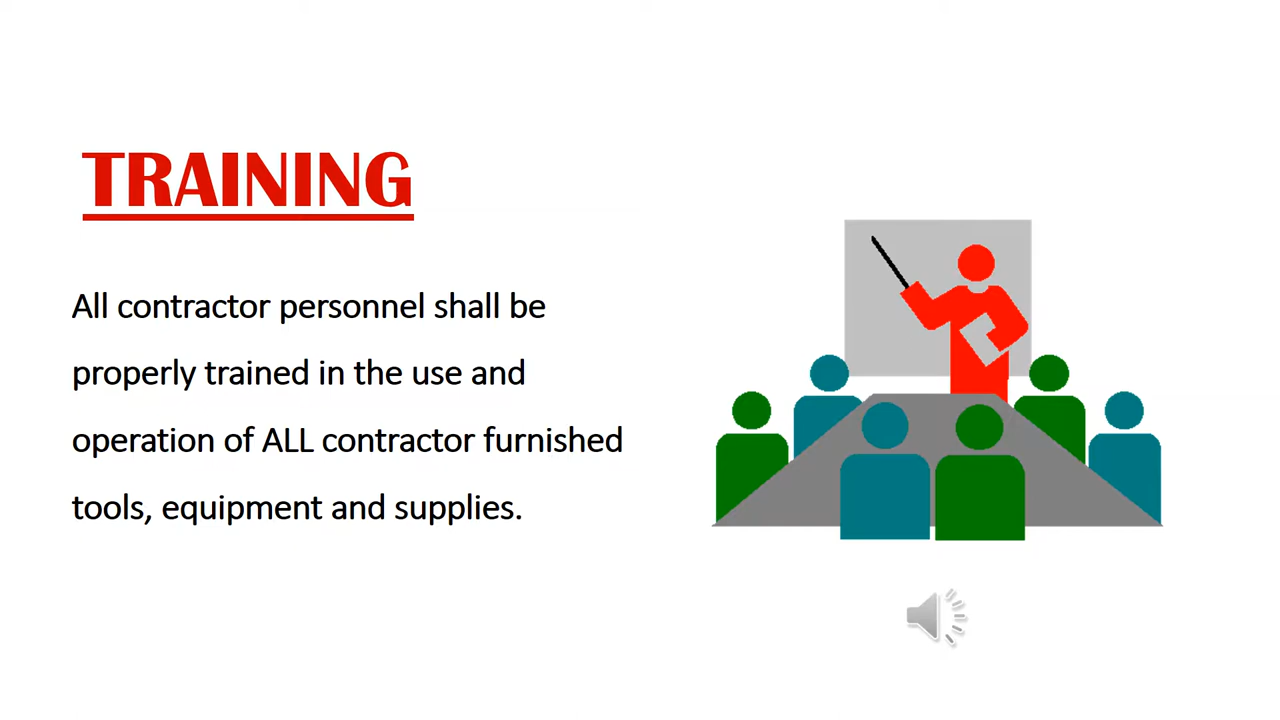 TRAINING
All contractor personnel shall be
properly trained in the use and
operation of ALL contractor furnished
tools, equipment and supplies.